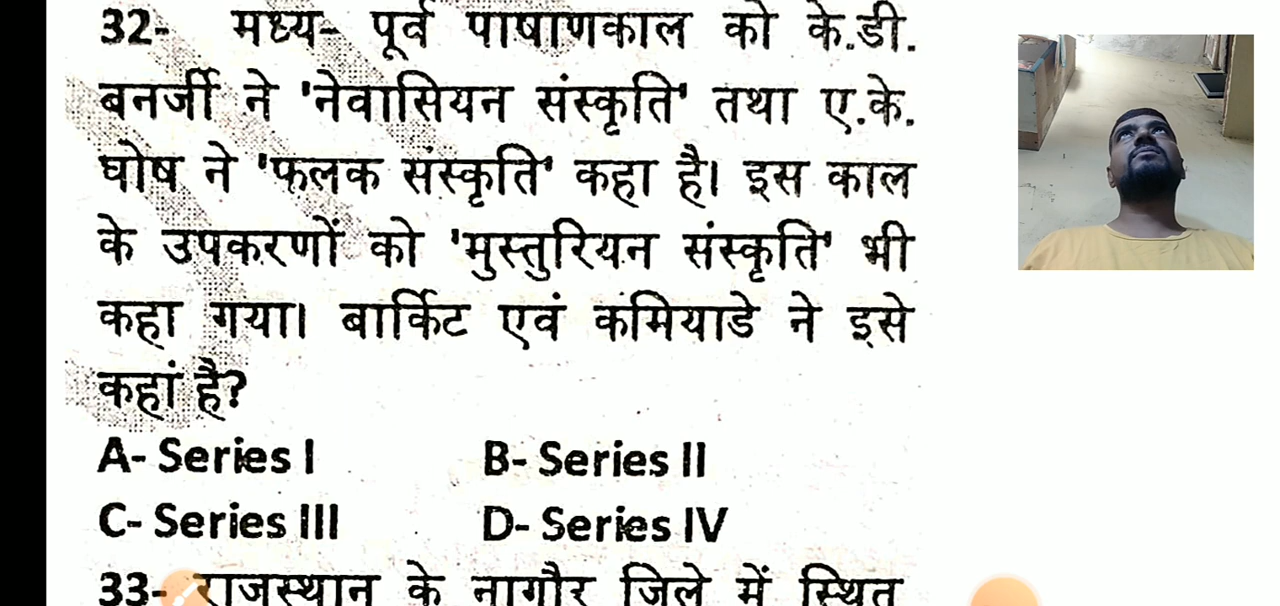 32- मध्य- पूर्व पाषाणकाल को के.डी.
बनर्जी ने 'नेवासियन संस्कृति' तथा ए.के.
घोष ने 'फलक संस्कृति' कहा है। इस काल
के उपकरणों को 'मुस्तुरियन संस्कृति' भी
कहा गया। बार्किट एवं कमियाडे ने इसे
कहां है?
A- Series I B- Series II
C- Series III D- Series IV
33- राजस्थान के नागौर जिले में स्थित